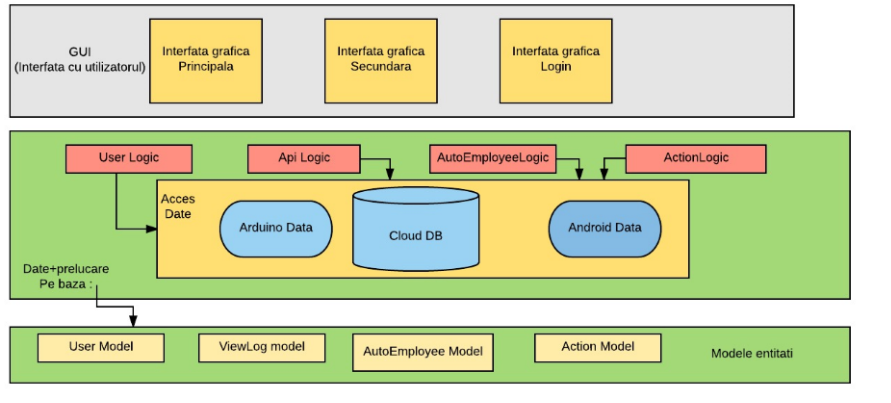 GUI
(Interfata cu utilizatorul)
Interfata grafica
Principala
Interfata grafica
Secundara
Interfata grafica
Login
User Logic
Api Logic
AutoEmployeeLogic
ActionLogic
Acces
Date
Arduino Data
Cloud DB
Android Data
Date+prelucare
Pe baza :
User Model
ViewLog model
AutoEmployee Model
Action Model
Modele entitati